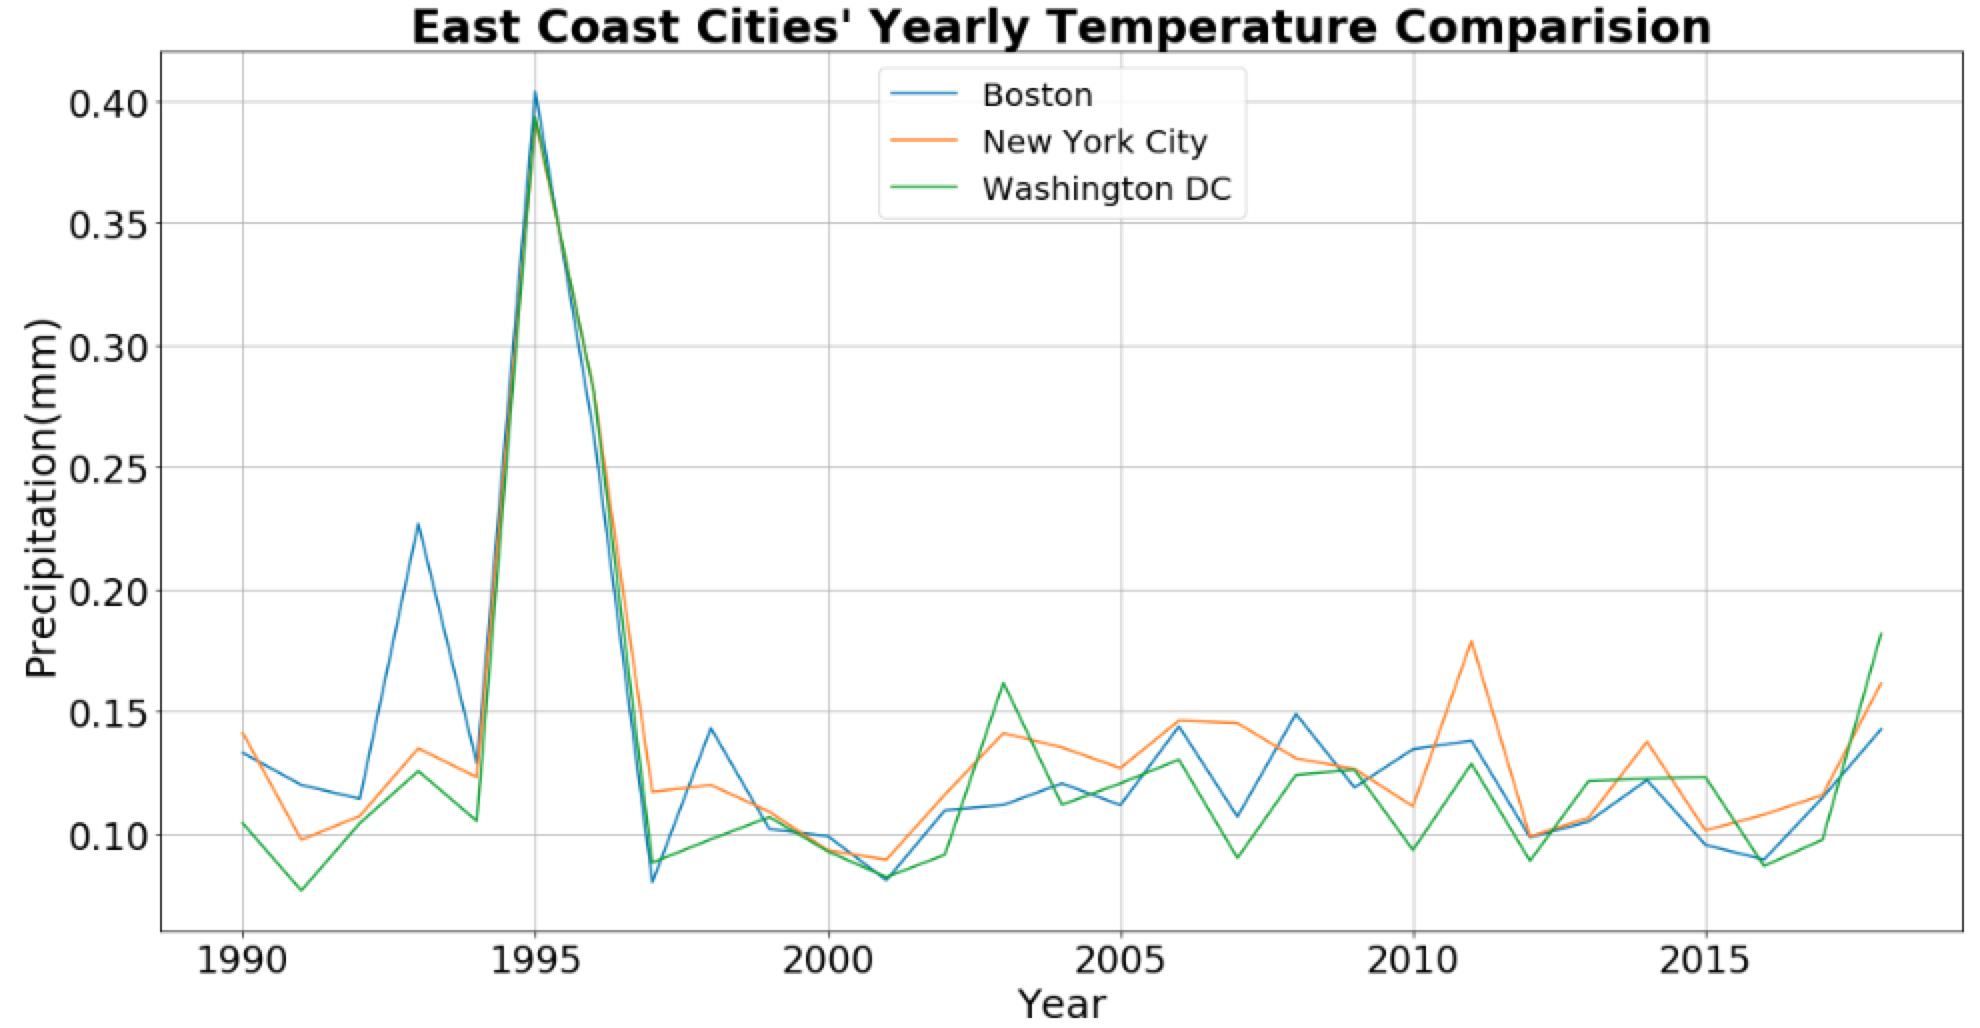 East Coast Cities' Yearly Temperature Comparision
Boston
New York City
Washington DC
Precipitation(mm)
0.40
0.35
0.30
0.25
0.20
0.15
0.10
1990 1995 2000 2005 2010 2015
Year